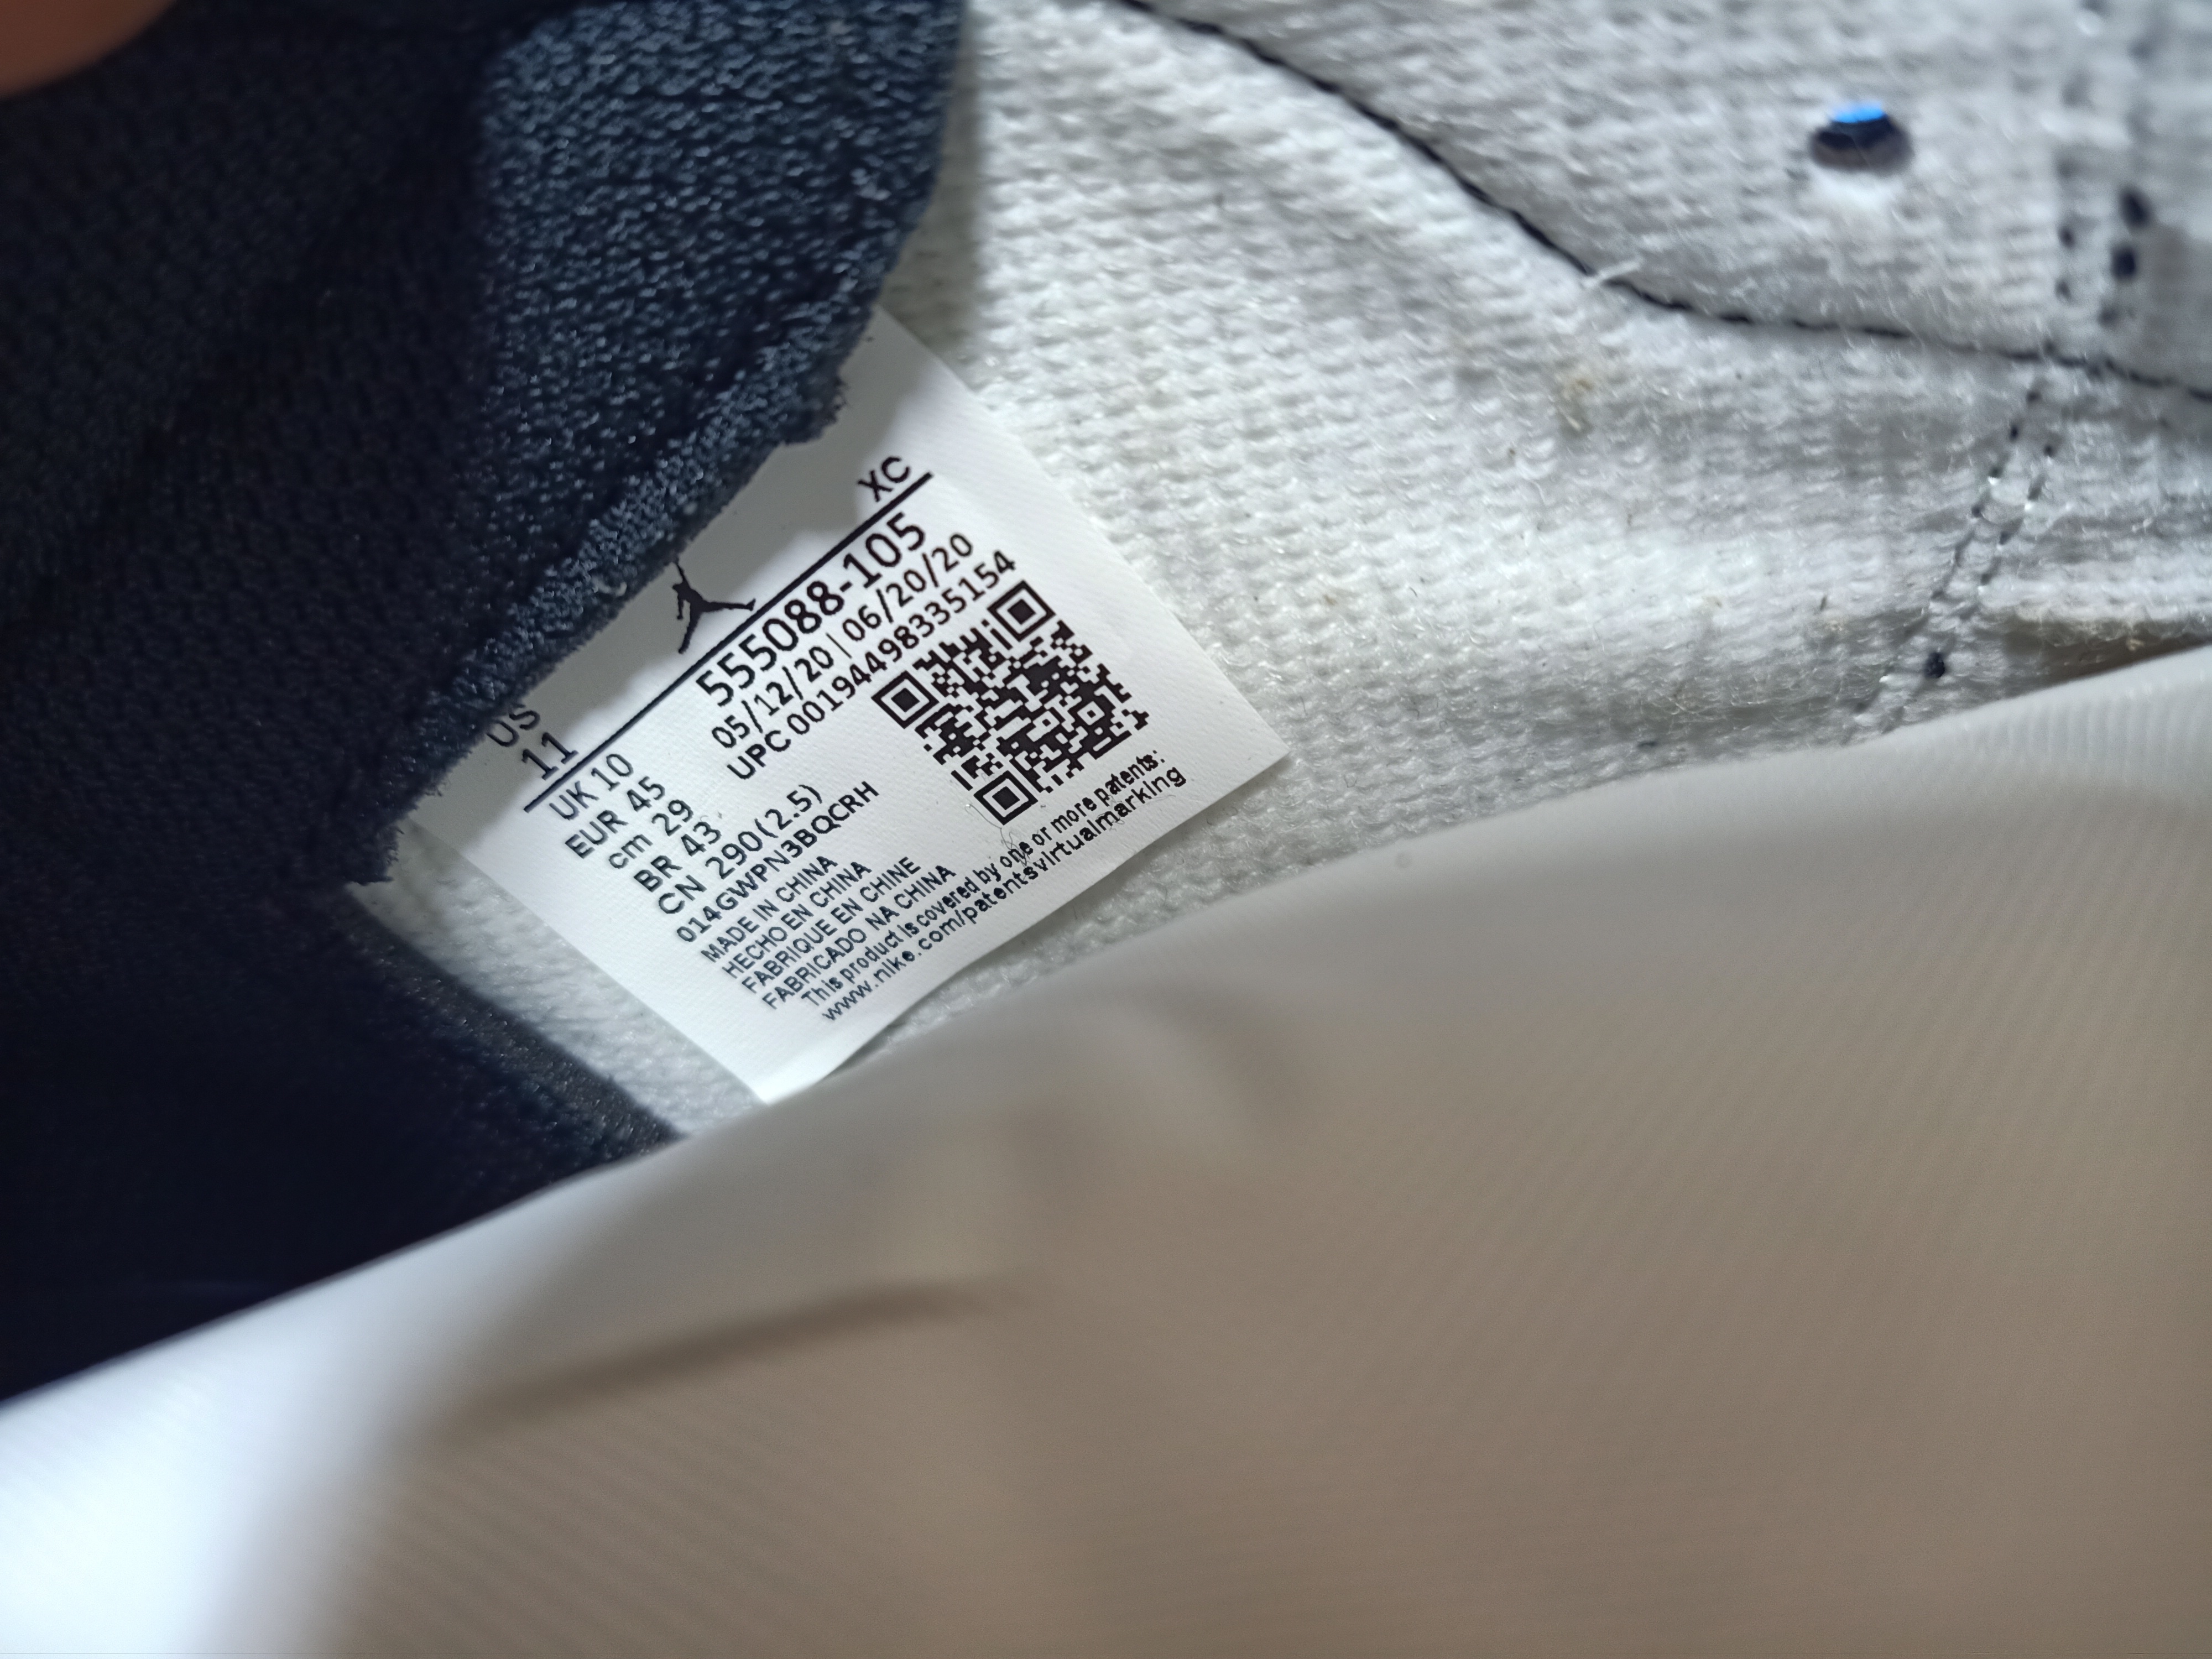 XC
US
11
555088-105
05/12/20 | 06/20/20
UPC 00194498335154
UK 10
EUR 45
cm 29
BR 43
CN 290(2.5)
014GWPN3BQCRH
MADE IN CHINA
HECHO EN CHINA
FABRIQUE EN CHINE
FABRICADO NA CHINA
This product is covered by one or more patents:
www.nike.com/patentsvirtualmarking